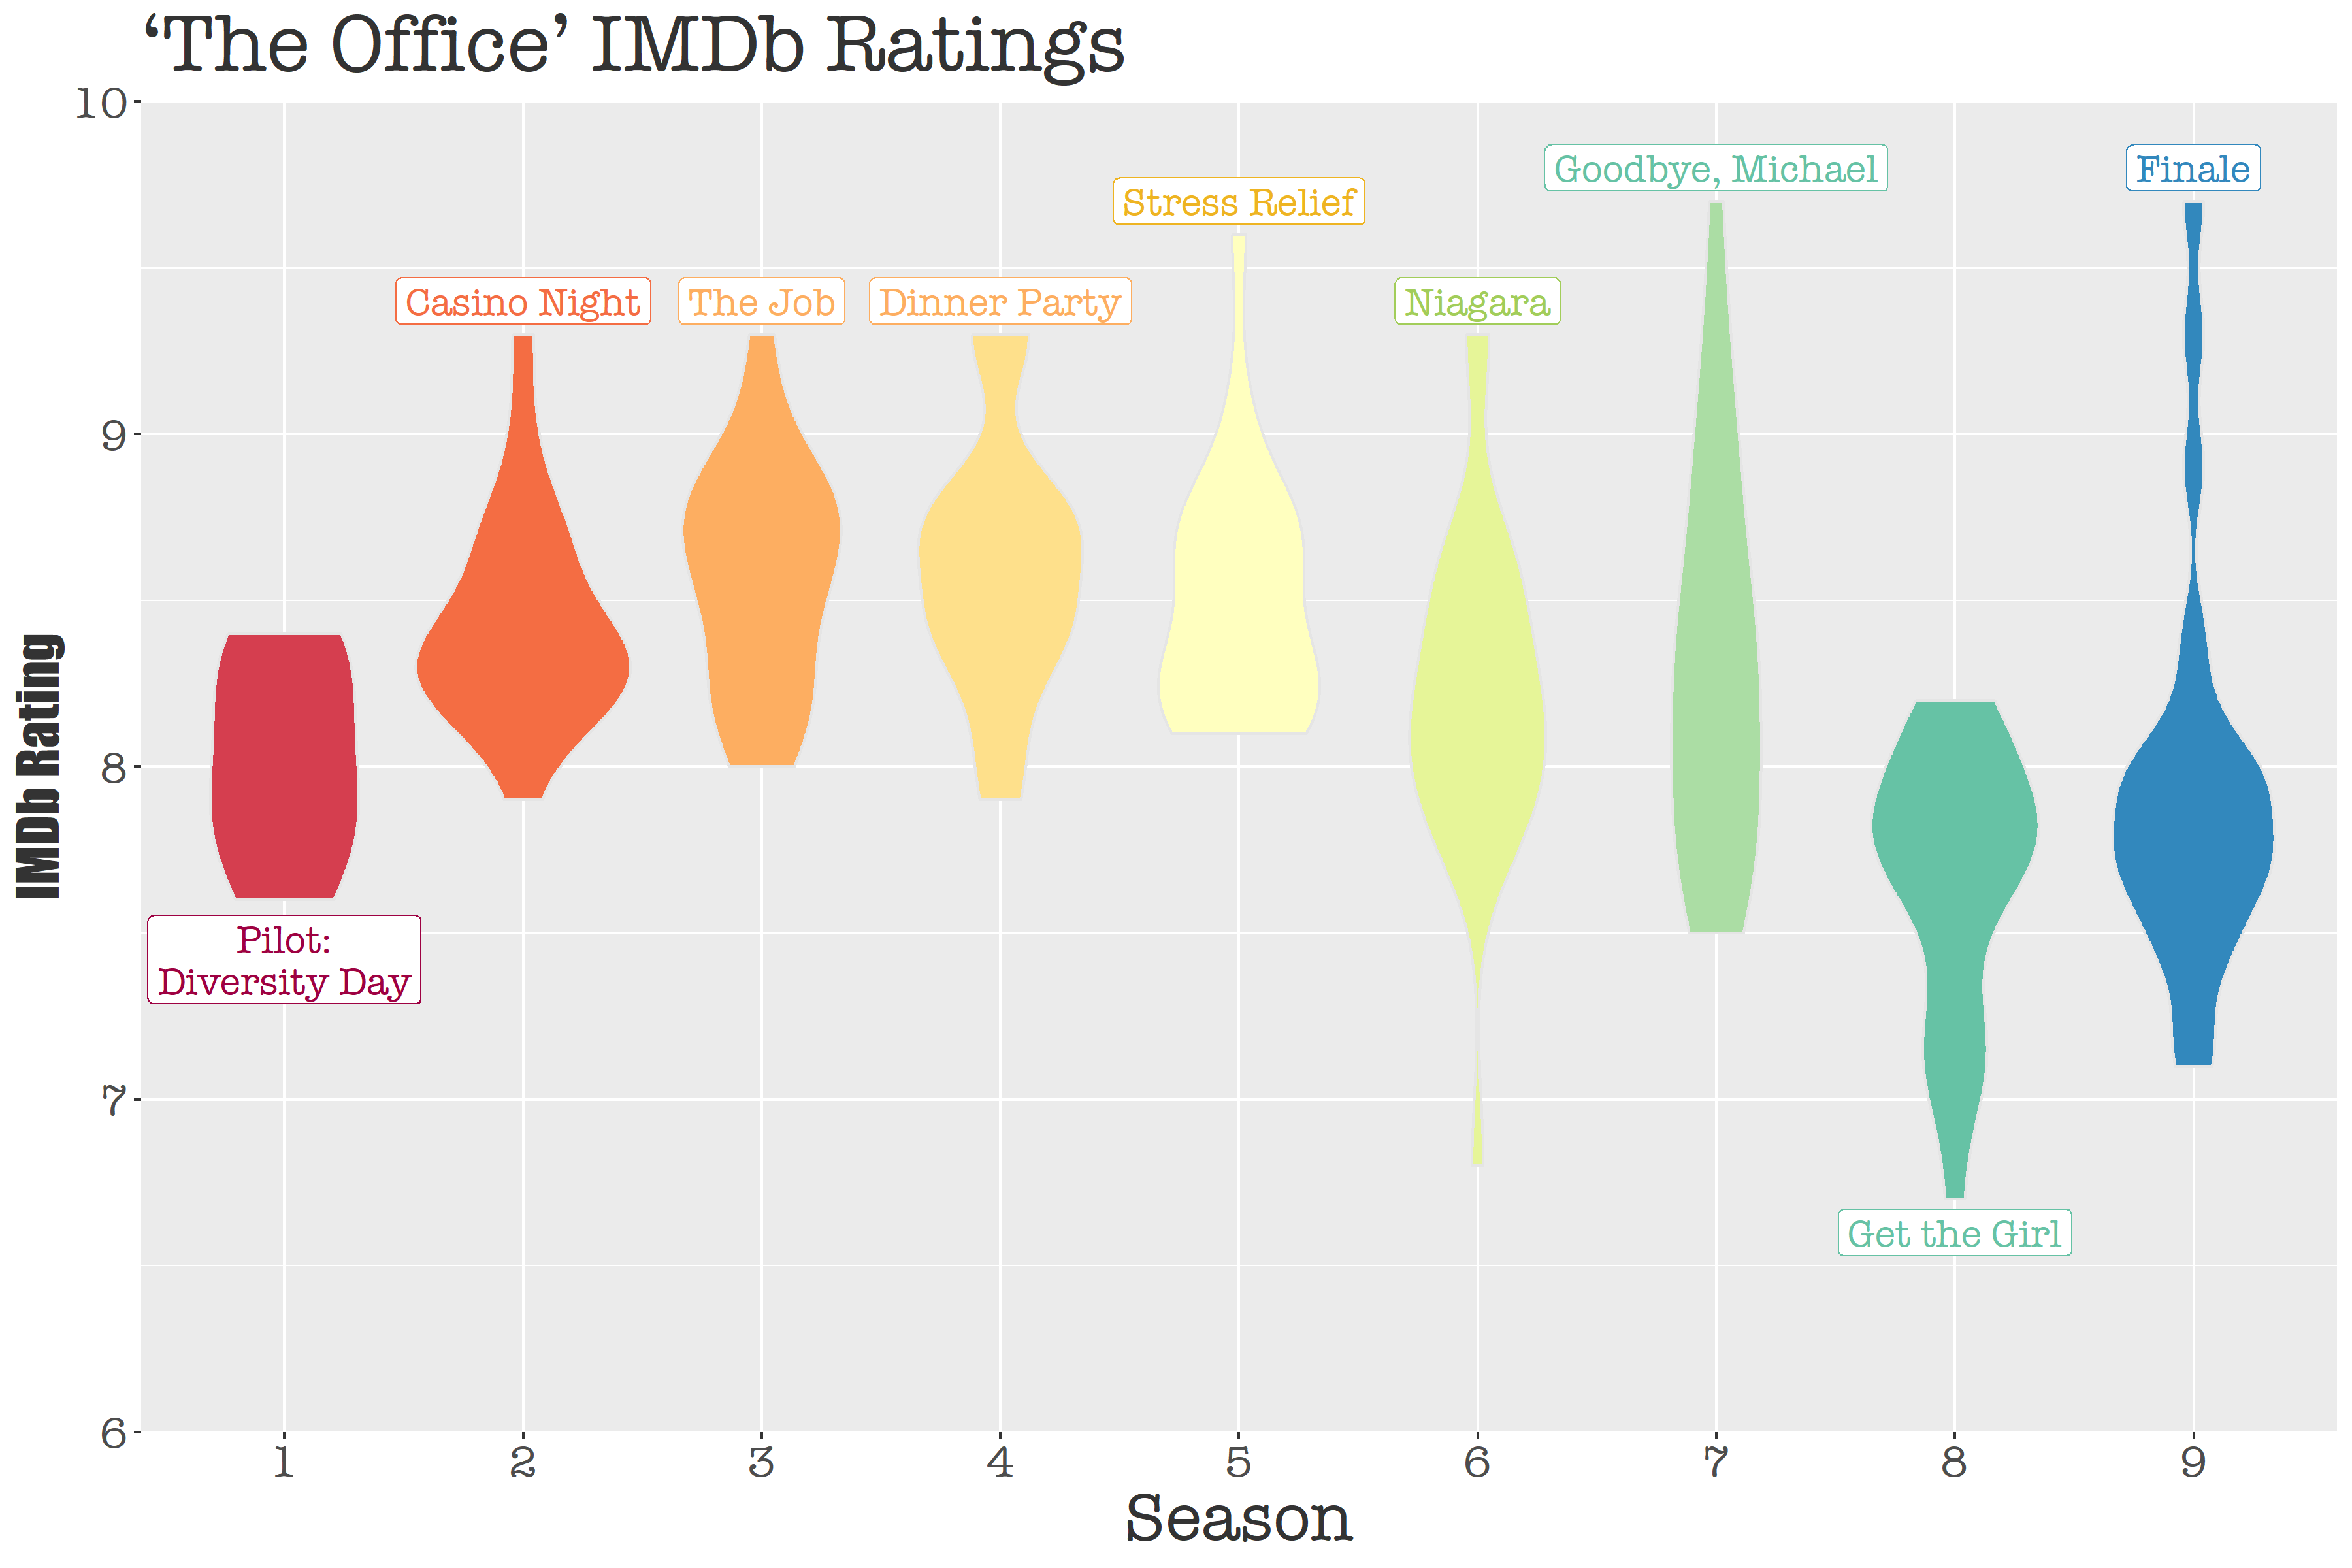 ‘The Office’ IMDb Ratings
10
9
8
7
6
IMDb Rating
Goodbye, Michael
Finale
Stress Relief
Casino Night
The Job
Dinner Party
Niagara
Pilot:
Diversity Day
Get the Girl
1 2 3 4 5 6 7 8 9
Season